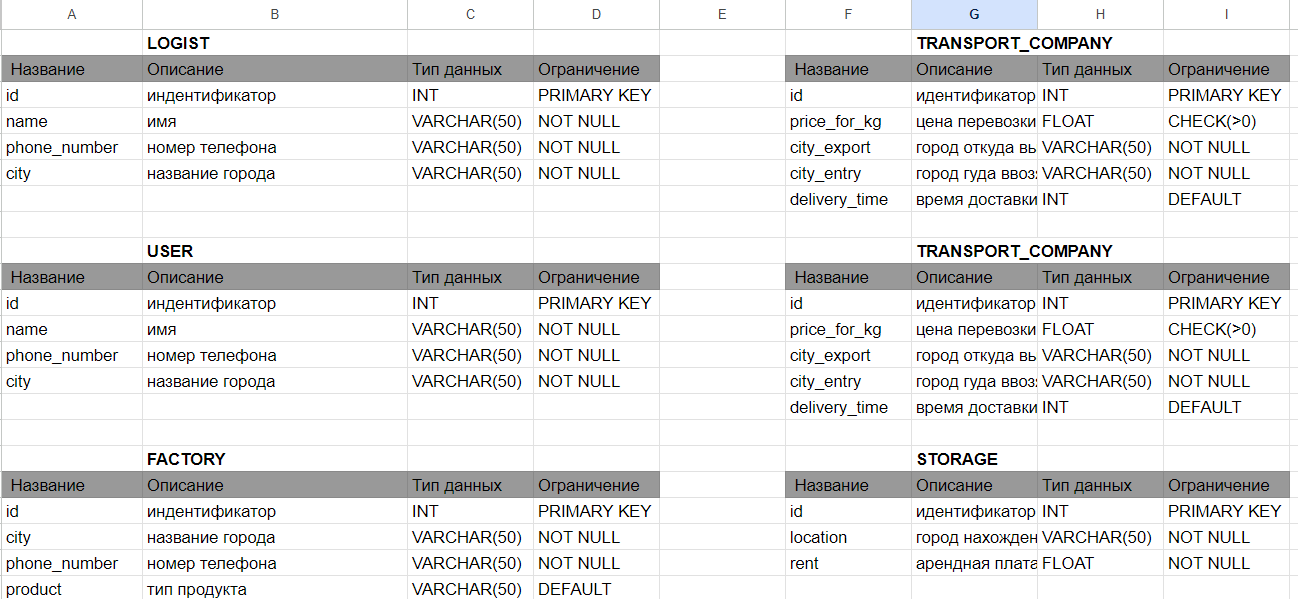 A B C D E F G H I
LOGIST TRANSPORT_COMPANY
Название Описание Тип данных Ограничение Название Описание Тип данных Ограничение
id индентификатор INT PRIMARY KEY id идентификатор INT PRIMARY KEY
name имя VARCHAR(50) NOT NULL price_for_kg цена перевозки FLOAT CHECK(>0)
phone_number номер телефона VARCHAR(50) NOT NULL city_export город откуда вы VARCHAR(50) NOT NULL
city название города VARCHAR(50) NOT NULL city_entry город гуда ввоз VARCHAR(50) NOT NULL
delivery_time время доставки INT DEFAULT
USER TRANSPORT_COMPANY
Название Описание Тип данных Ограничение Название Описание Тип данных Ограничение
id индентификатор INT PRIMARY KEY id идентификатор INT PRIMARY KEY
name имя VARCHAR(50) NOT NULL price_for_kg цена перевозки FLOAT CHECK(>0)
phone_number номер телефона VARCHAR(50) NOT NULL city_export город откуда вы VARCHAR(50) NOT NULL
city название города VARCHAR(50) NOT NULL city_entry город гуда ввоз VARCHAR(50) NOT NULL
delivery_time время доставки INT DEFAULT
FACTORY STORAGE
Название Описание Тип данных Ограничение Название Описание Тип данных Ограничение
id индентификатор INT PRIMARY KEY id идентификатор INT PRIMARY KEY
city название города VARCHAR(50) NOT NULL location город нахожден VARCHAR(50) NOT NULL
phone_number номер телефона VARCHAR(50) NOT NULL rent арендная плата FLOAT NOT NULL
product тип продукта VARCHAR(50) DEFAULT